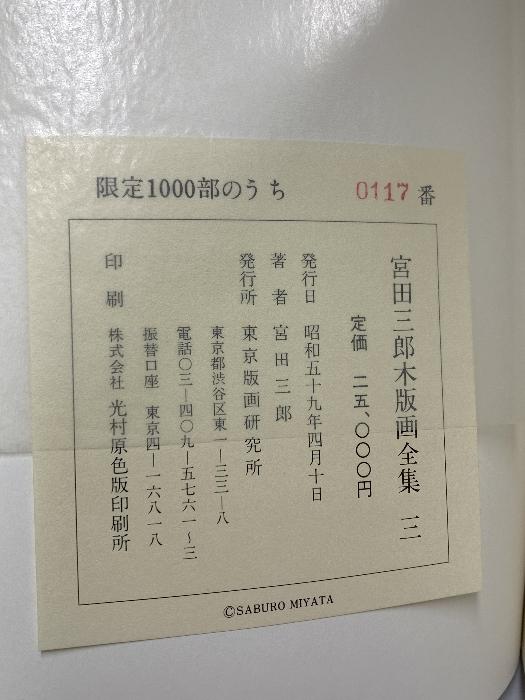 限定1000部のうち 0117 番
宮田三郎木版画全集 三
定価 二五、〇〇〇円
発行日 昭和五十九年四月十日
著者 宮田三郎
発行所 東京版画研究所
東京都渋谷区東一—三三—八
電話〇三—四〇九—五七六一〜三
振替口座 東京四—一六八一八
印刷 株式会社 光村原色版印刷所
©SABURO MIYATA